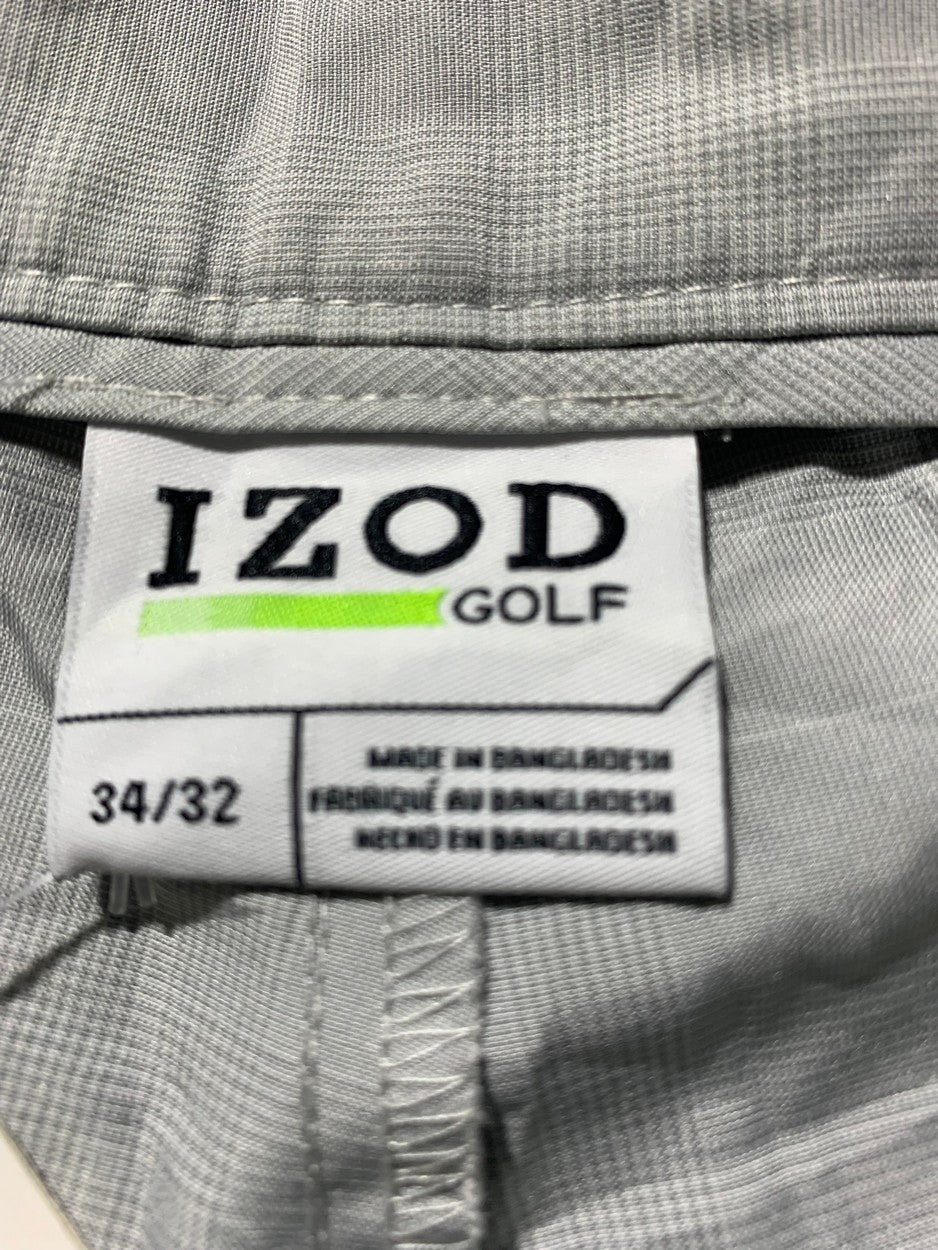 IZOD
GOLF
34/32
MADE IN BANGLADESH
FABRIQUÉ AU BANGLADESH
HECHO EN BANGLADESH